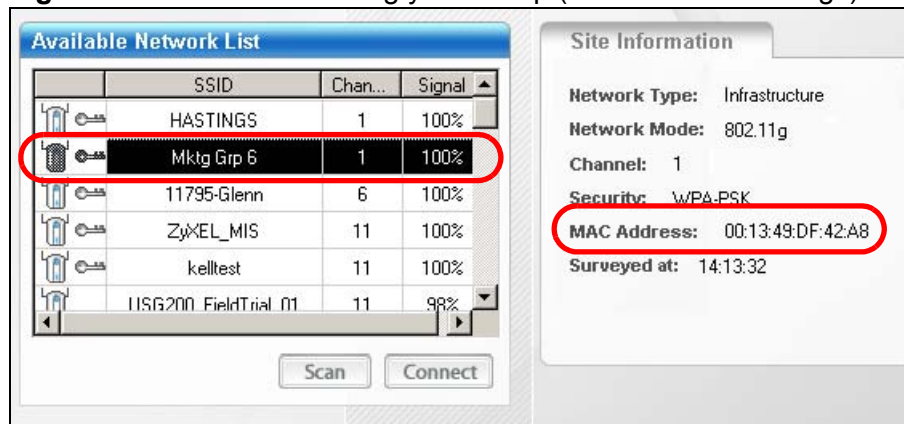 Available Network List
SSID Chan... Signal
HASTINGS 1 100%
Mktg Grp 6 1 100%
11795-Glenn 6 100%
ZyXEL_MIS 11 100%
kelltest 11 100%
USG200_FieldTrial_01 11 98%
Scan Connect
Site Information
Network Type: Infrastructure
Network Mode: 802.11g
Channel: 1
Security: WPA-PSK
MAC Address: 00:13:49:DF:42:A8
Surveyed at: 14:13:32